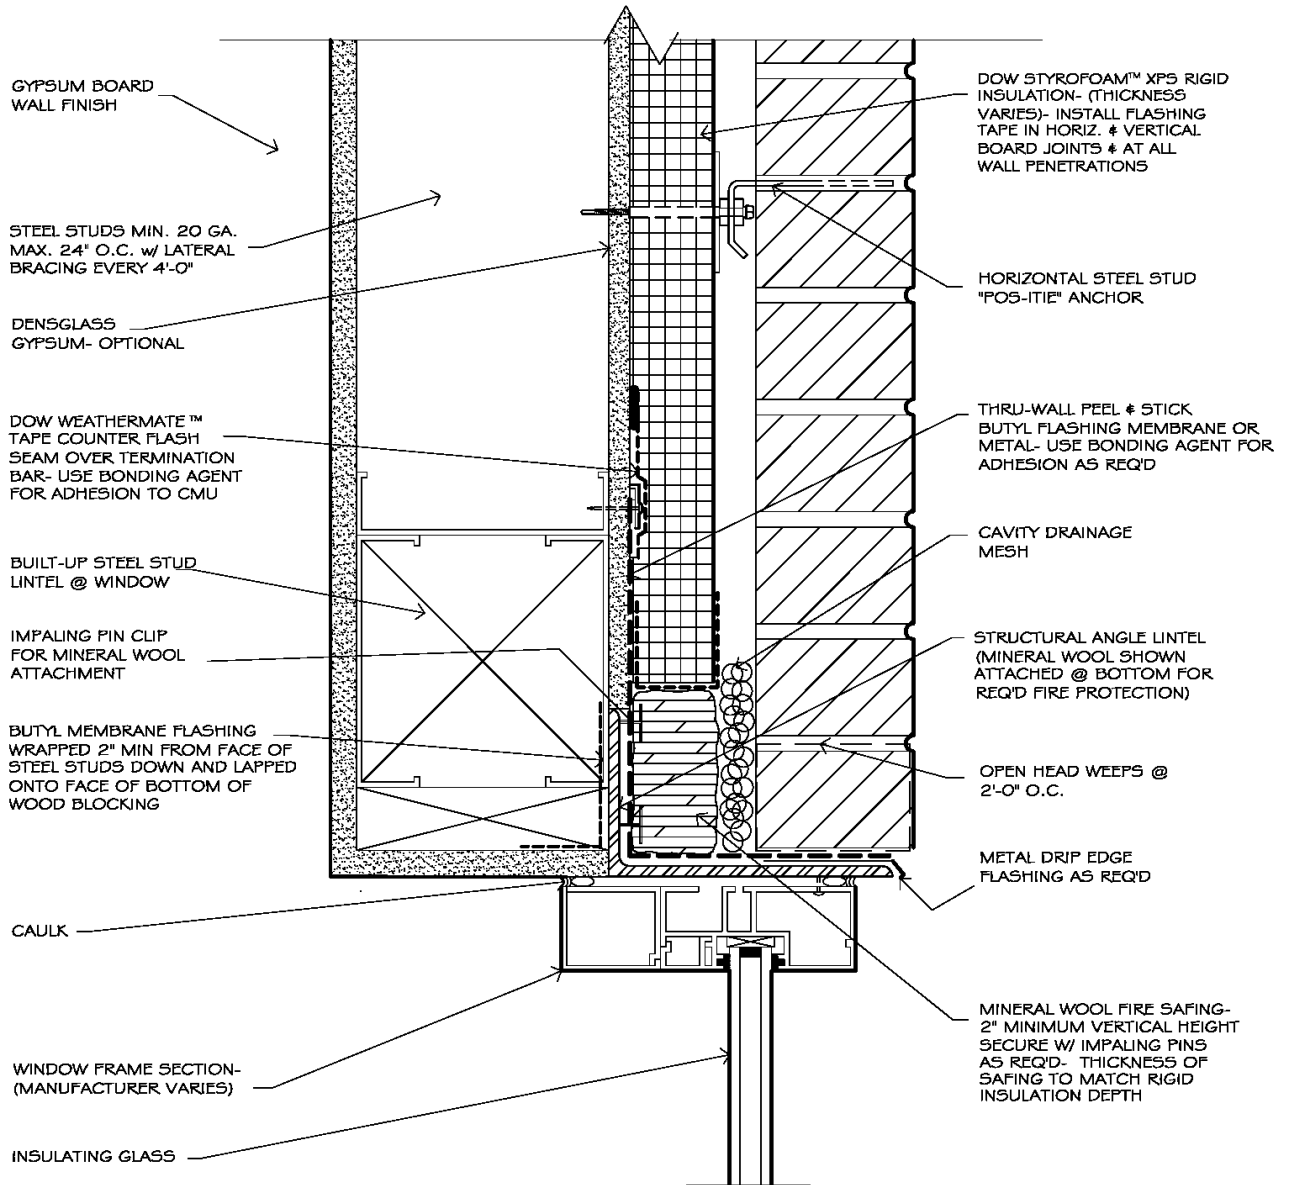 GYPSUM BOARD
WALL FINISH
STEEL STUDS MIN. 20 GA.
MAX. 24" O.C. w/ LATERAL
BRACING EVERY 4'-0"
DENSGLASS
GYPSUM- OPTIONAL
DOW WEATHERMATE™
TAPE COUNTER FLASH
SEAM OVER TERMINATION
BAR- USE BONDING AGENT
FOR ADHESION TO CMU
BUILT-UP STEEL STUD
LINTEL @ WINDOW
IMPALING PIN CLIP
FOR MINERAL WOOL
ATTACHMENT
BUTYL MEMBRANE FLASHING
WRAPPED 2" MIN FROM FACE OF
STEEL STUDS DOWN AND LAPPED
ONTO FACE OF BOTTOM OF
WOOD BLOCKING
CAULK
WINDOW FRAME SECTION-
(MANUFACTURER VARIES)
INSULATING GLASS
DOW STYROFOAM™ XPS RIGID
INSULATION- (THICKNESS
VARIES)- INSTALL FLASHING
TAPE IN HORIZ. & VERTICAL
BOARD JOINTS & AT ALL
WALL PENETRATIONS
HORIZONTAL STEEL STUD
"POS-ITIE" ANCHOR
THRU-WALL PEEL & STICK
BUTYL FLASHING MEMBRANE OR
METAL- USE BONDING AGENT FOR
ADHESION AS REQ'D
CAVITY DRAINAGE
MESH
STRUCTURAL ANGLE LINTEL
(MINERAL WOOL SHOWN
ATTACHED @ BOTTOM FOR
REQ'D FIRE PROTECTION)
OPEN HEAD WEEPS @
2'-0" O.C.
METAL DRIP EDGE
FLASHING AS REQ'D
MINERAL WOOL FIRE SAFING-
2" MINIMUM VERTICAL HEIGHT
SECURE W/ IMPALING PINS
AS REQ'D- THICKNESS OF
SAFING TO MATCH RIGID
INSULATION DEPTH